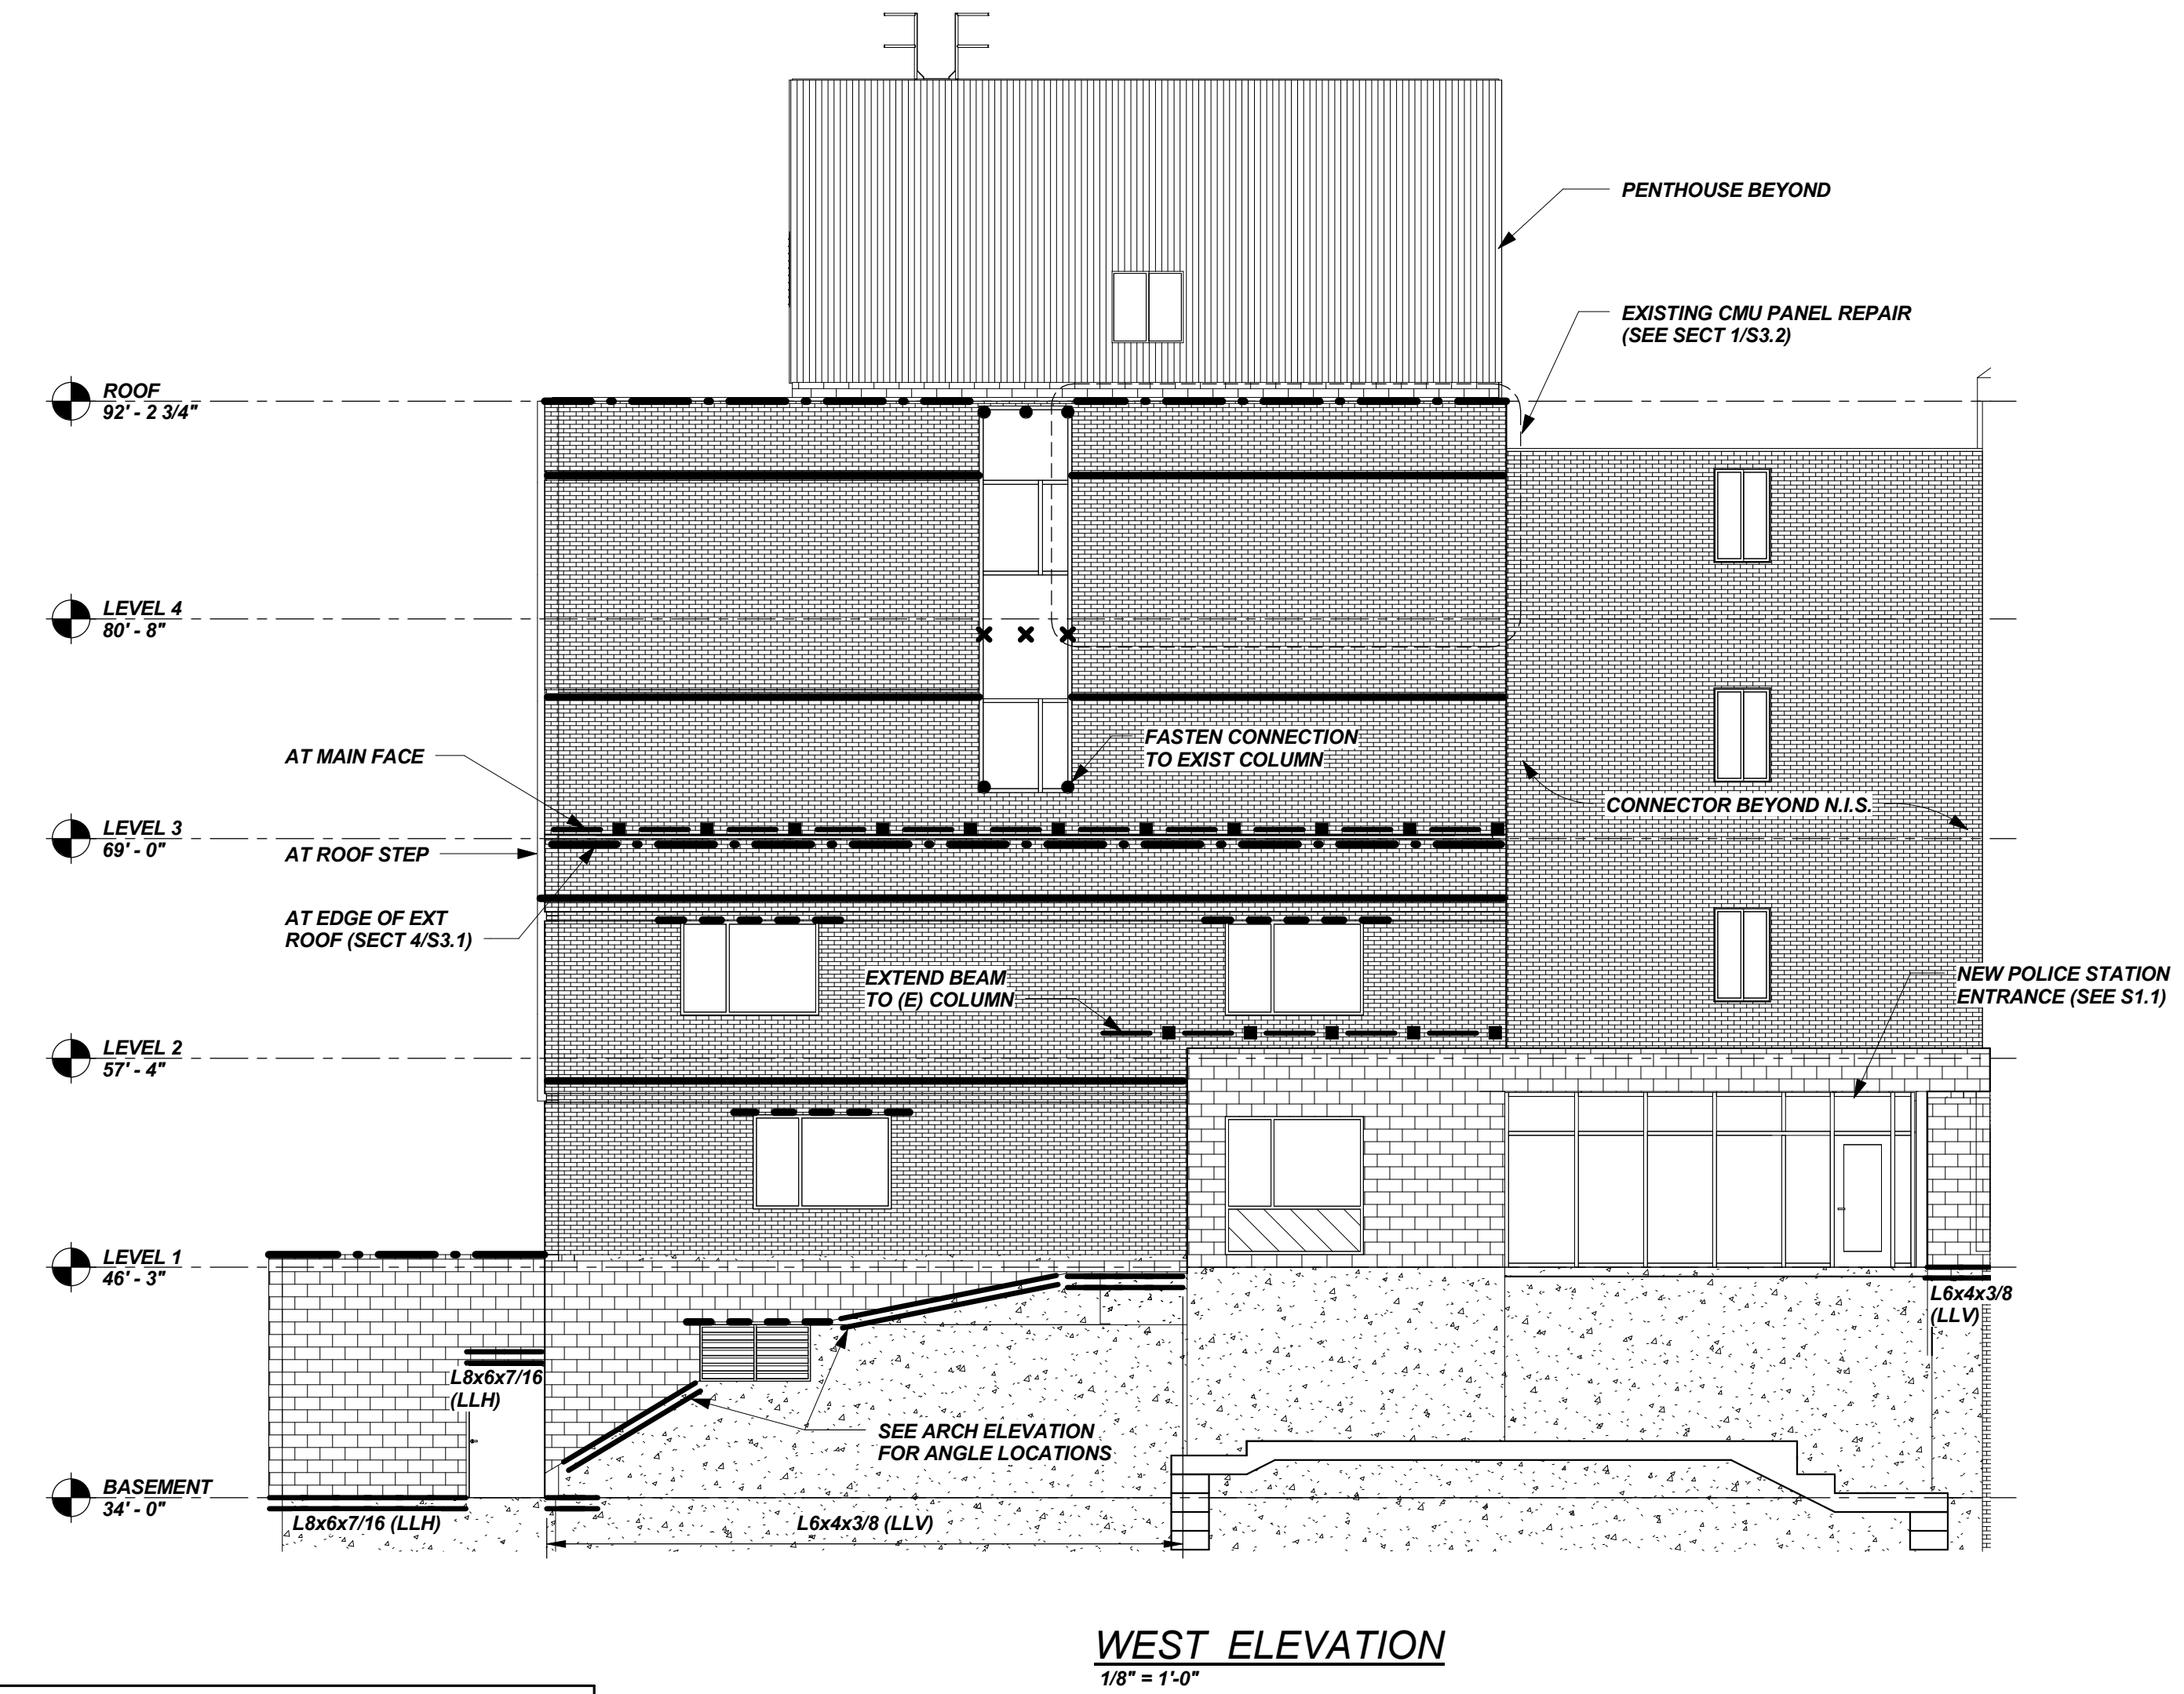 PENTHOUSE BEYOND
EXISTING CMU PANEL REPAIR
(SEE SECT 1/S3.2)
ROOF
92' - 2 3/4"
LEVEL 4
80' - 8"
FASTEN CONNECTION
TO EXIST COLUMN
AT MAIN FACE
CONNECTOR BEYOND N.I.S.
LEVEL 3
69' - 0"
AT ROOF STEP
AT EDGE OF EXT
ROOF (SECT 4/S3.1)
EXTEND BEAM
TO (E) COLUMN
NEW POLICE STATION
ENTRANCE (SEE S1.1)
LEVEL 2
57' - 4"
LEVEL 1
46' - 3"
L6x4x3/8
(LLV)
L8x6x7/16
(LLH)
SEE ARCH ELEVATION
FOR ANGLE LOCATIONS
BASEMENT
34' - 0"
L8x6x7/16 (LLH)
L6x4x3/8 (LLV)
WEST ELEVATION
1/8" = 1'-0"